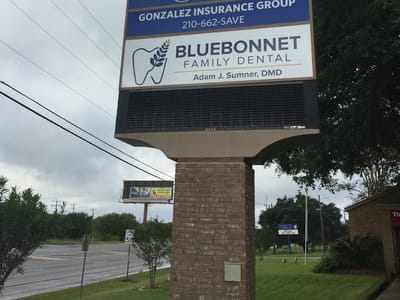 GONZALEZ INSURANCE GROUP
210-662-SAVE
BLUEBONNET
FAMILY DENTAL
Adam J. Sumner, DMD